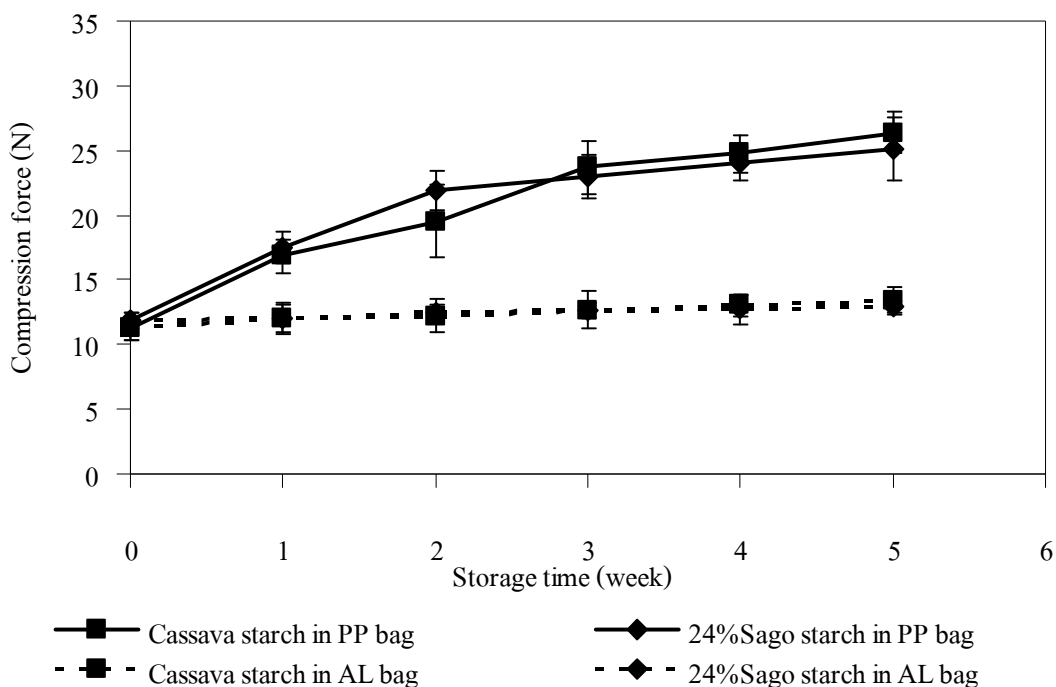 35
30
25
20
15
10
5
0
Compression force (N)
0 1 2 3 4 5 6
Storage time (week)
Cassava starch in PP bag 24%Sago starch in PP bag
Cassava starch in AL bag 24%Sago starch in AL bag